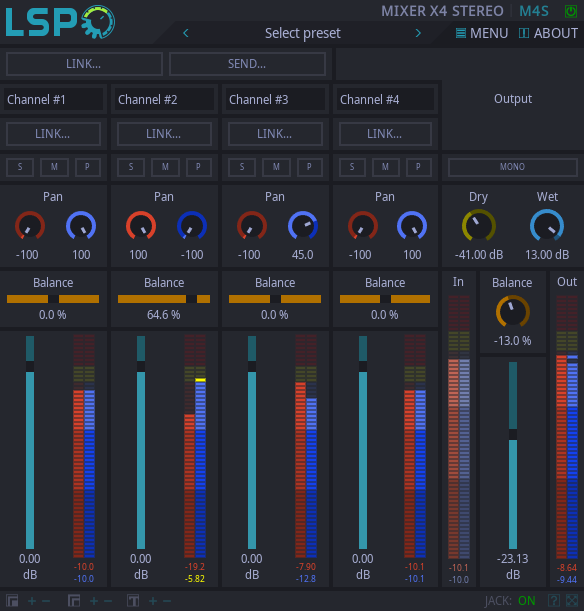 LSP
MIXER X4 STEREO M4S
Select preset
MENU ABOUT
LINK... SEND...
Channel #1 Channel #2 Channel #3 Channel #4 Output
LINK... LINK... LINK... LINK...
S M P S M P S M P S M P MONO
Pan Pan Pan Pan Dry Wet
-100 100 100 -100 -100 45.0 -100 100 -41.00 dB 13.00 dB
Balance Balance Balance Balance In Balance Out
0.0 % 64.6 % 0.0 % 0.0 %
-13.0 %
0.00 0.00 0.00 0.00 -23.13
dB dB dB dB dB
-10.0 -19.2 -7.90 -10.1 -10.1 -8.64
-10.0 -5.82 -12.8 -10.1 -10.0 -9.44
JACK: ON